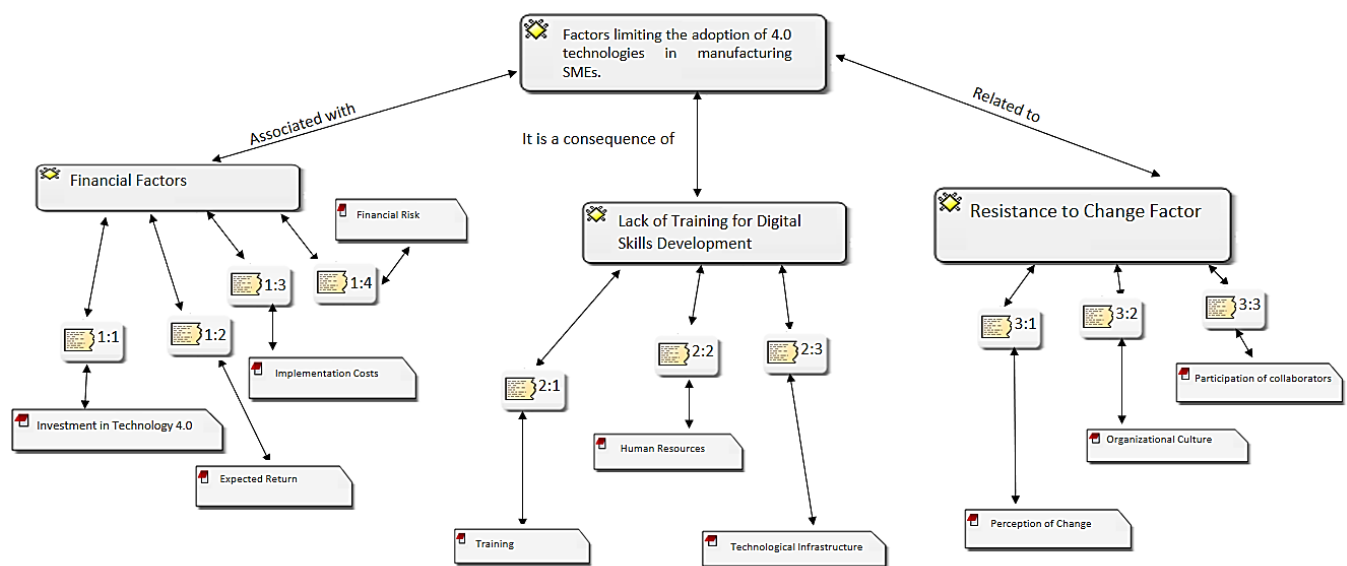 Factors limiting the adoption of 4.0
technologies in manufacturing
SMEs.
Associated with
It is a consequence of
Related to
Financial Factors
Financial Risk
1:1
1:2
1:3
1:4
Implementation Costs
Investment in Technology 4.0
Expected Return
Lack of Training for Digital
Skills Development
2:1
2:2
2:3
Human Resources
Training
Technological Infrastructure
Resistance to Change Factor
3:1
3:2
3:3
Participation of collaborators
Organizational Culture
Perception of Change